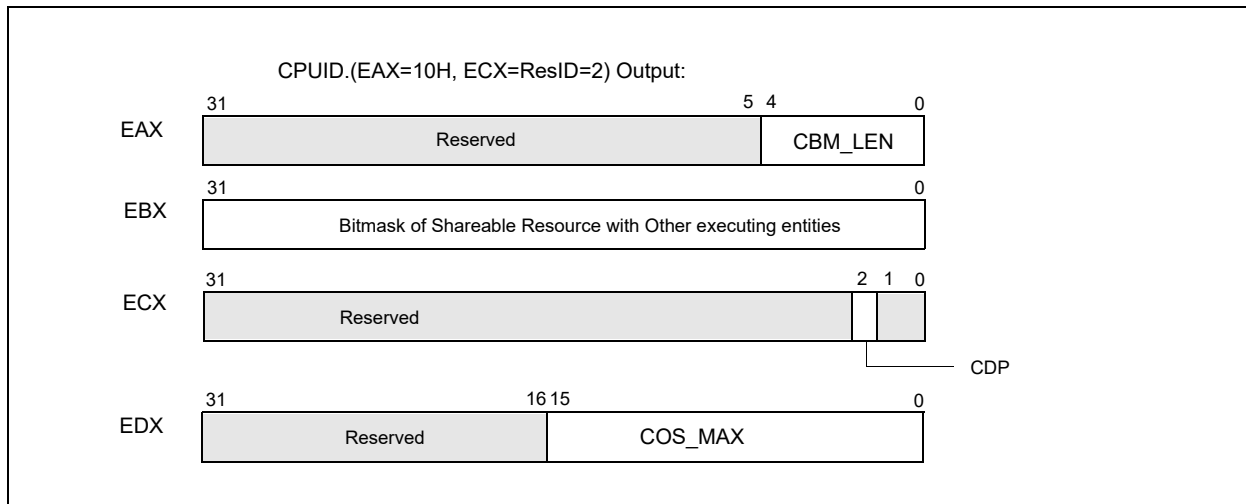 CPUID.(EAX=10H, ECX=ResID=2) Output:
31 5 4 0
EAX Reserved CBM_LEN
31 0
EBX Bitmask of Shareable Resource with Other executing entities
31 2 1 0
ECX Reserved
CDP
31 16 15 0
EDX Reserved COS_MAX